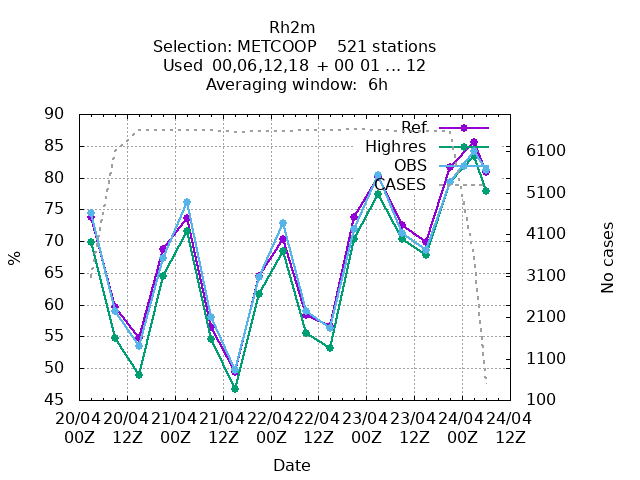 Rh2m
Selection: METCOOP    521 stations
Used  00,06,12,18  + 00 01 ... 12
Averaging window:  6h
90
85
80
75
70
65
60
55
50
45
%
Ref
Highres
OBS
CASES
6100
5100
4100
3100
2100
1100
100
No cases
20/04 20/04 21/04 21/04 22/04 22/04 23/04 23/04 24/04 24/04
00Z 12Z 00Z 12Z 00Z 12Z 00Z 12Z 00Z 12Z
Date